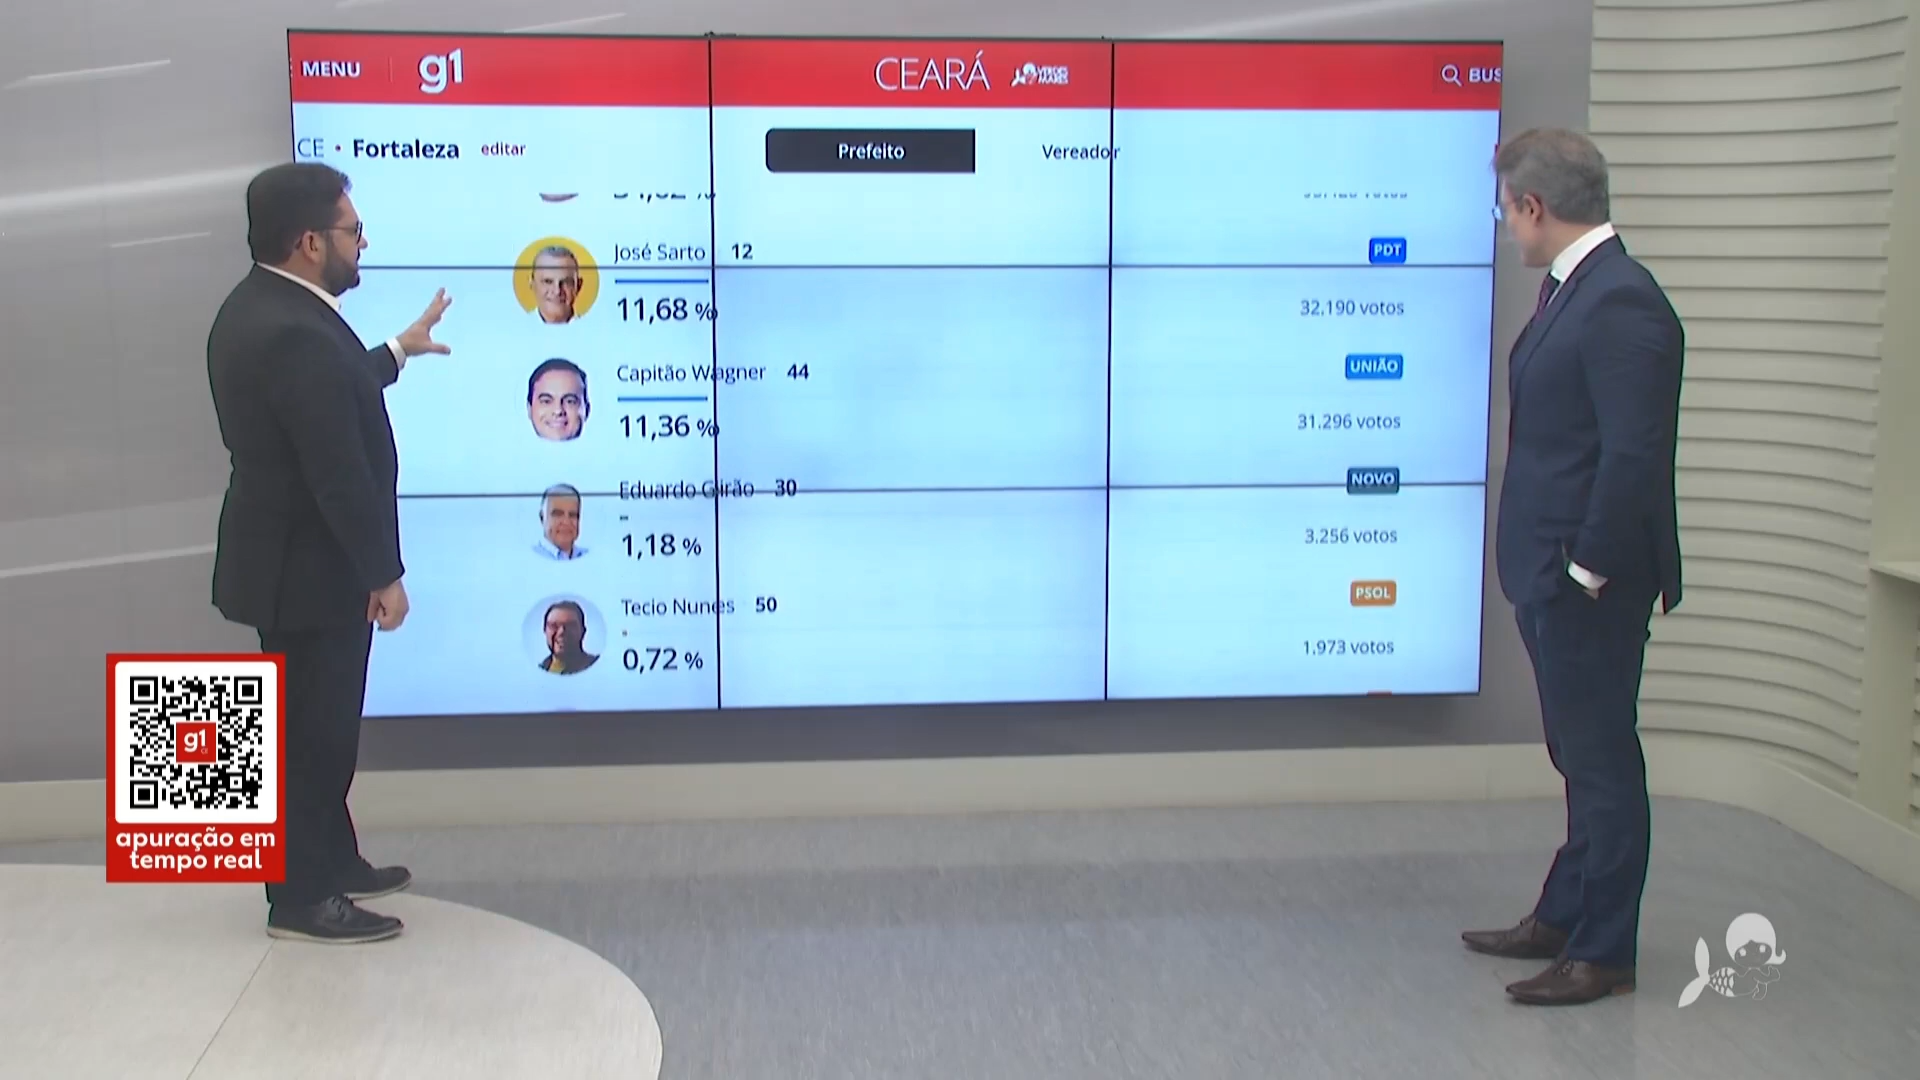 MENU
g1
CEARÁ
VERDES MARES
BUS
CE • Fortaleza
editar
Prefeito
Vereador
José Sarto 12
PDT
11,68 %
32.190 votos
Capitão Wagner 44
UNIÃO
11,36 %
31.296 votos
Eduardo Girão 30
NOVO
1,18 %
3.256 votos
Tecio Nunes 50
PSOL
0,72 %
1.973 votos
g1
apuração em
tempo real